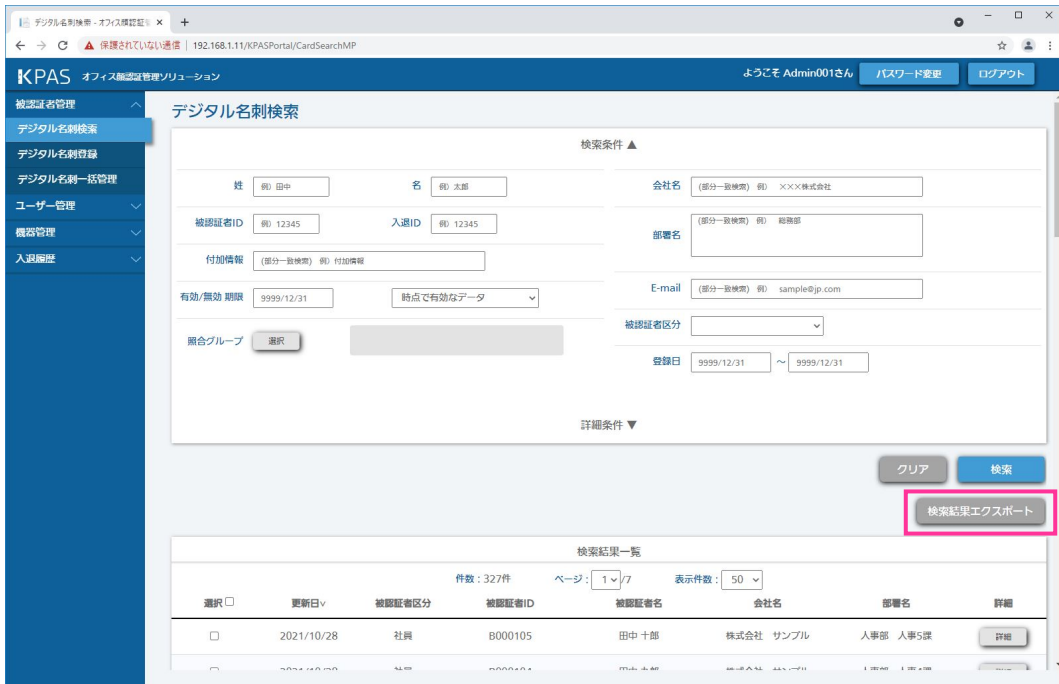 デジタル名刺検索 - オフィス顔認証
保護されていない通信 | 192.168.1.11/KPASPortal/CardSearchMP
KPAS オフィス顔認証管理ソリューション
ようこそ Admin001さん
パスワード変更
ログアウト
被認証者管理
デジタル名刺検索
デジタル名刺登録
デジタル名刺一括管理
ユーザー管理
機器管理
入退履歴
デジタル名刺検索
検索条件 ▲
姓 例) 田中 名 例) 太郎
会社名 (部分一致検索) 例) ×××株式会社
被認証者ID 例) 12345 入退ID 例) 12345
部署名 (部分一致検索) 例) 総務部
付加情報 (部分一致検索) 例) 付加情報
E-mail (部分一致検索) 例) sample@jp.com
有効/無効 期限 9999/12/31 時点で有効なデータ
被認証者区分
照合グループ 選択
登録日 9999/12/31 ～ 9999/12/31
詳細条件 ▼
クリア 検索
検索結果エクスポート
検索結果一覧
件数 : 327件 ページ : 1 /7 表示件数 : 50
選択 更新日∨ 被認証者区分 被認証者ID 被認証者名 会社名 部署名 詳細
2021/10/28 社員 B000105 田中 十郎 株式会社 サンプル 人事部 人事5課 詳細